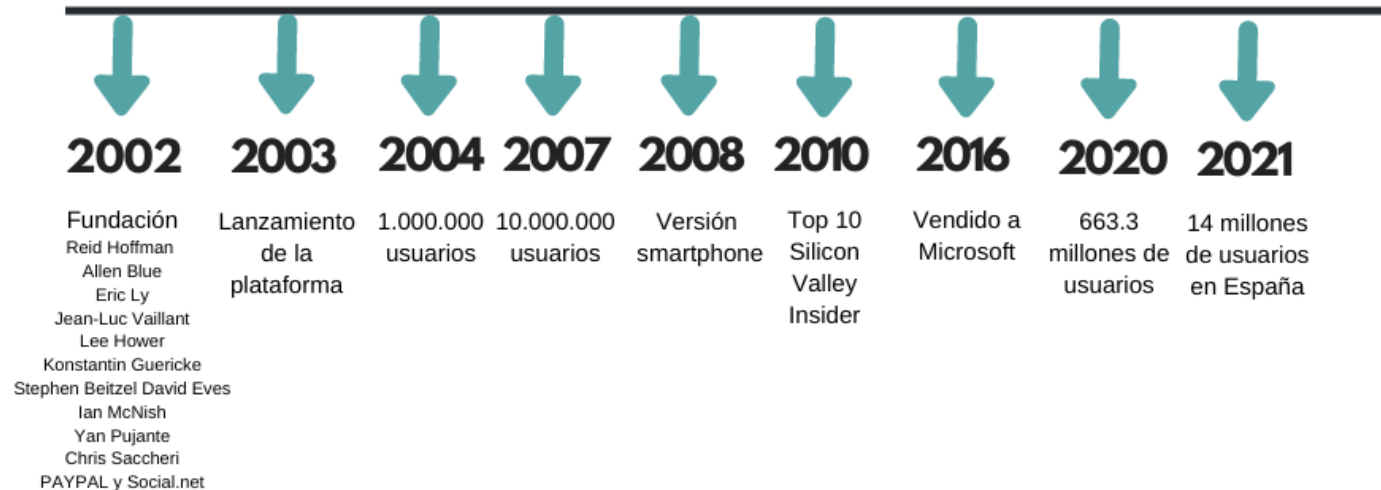 2002
Fundación
Reid Hoffman
Allen Blue
Eric Ly
Jean-Luc Vaillant
Lee Hower
Konstantin Guericke
Stephen Beitzel David Eves
Ian McNish
Yan Pujante
Chris Saccheri
PAYPAL y Social.net
2003
Lanzamiento
de la
plataforma
2004
1.000.000
usuarios
2007
10.000.000
usuarios
2008
Versión
smartphone
2010
Top 10
Silicon
Valley
Insider
2016
Vendido a
Microsoft
2020
663.3
millones de
usuarios
2021
14 millones
de usuarios
en España